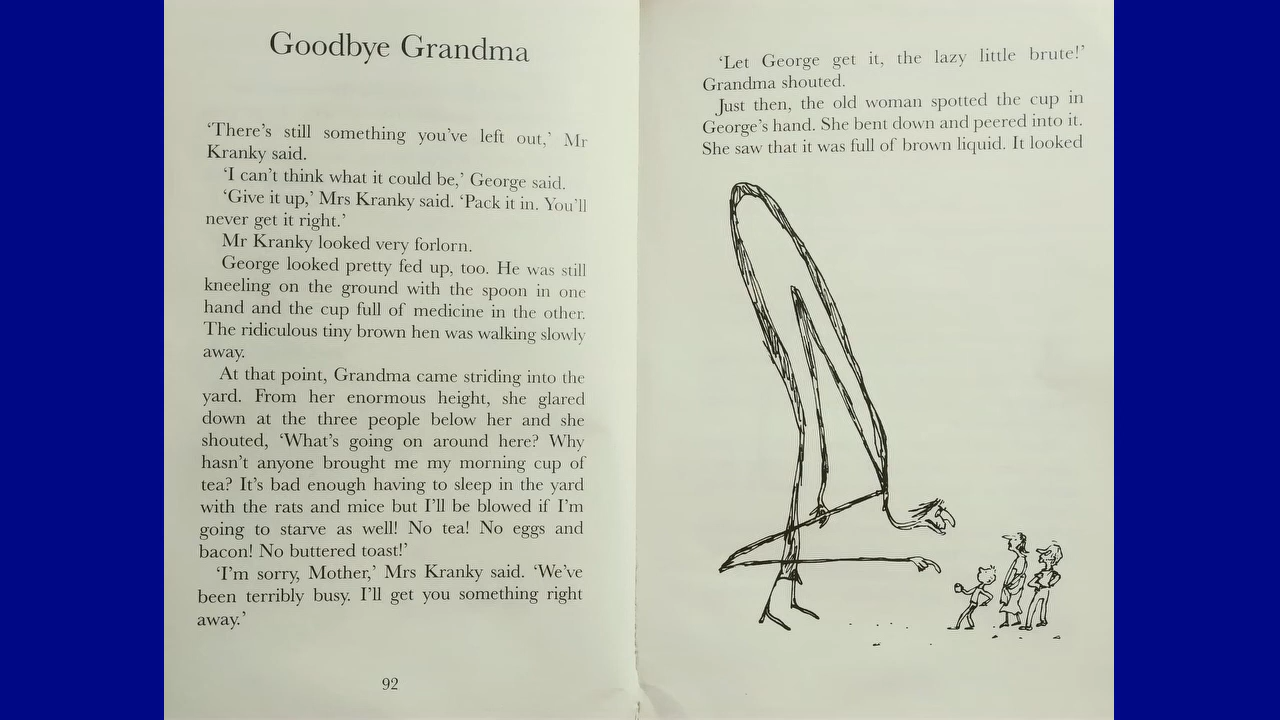 Goodbye Grandma
‘There’s still something you’ve left out,’ Mr
Kranky said.
‘I can’t think what it could be,’ George said.
‘Give it up,’ Mrs Kranky said. ‘Pack it in. You’ll
never get it right.’
Mr Kranky looked very forlorn.
George looked pretty fed up, too. He was still
kneeling on the ground with the spoon in one
hand and the cup full of medicine in the other.
The ridiculous tiny brown hen was walking slowly
away.
At that point, Grandma came striding into the
yard. From her enormous height, she glared
down at the three people below her and she
shouted, ‘What’s going on around here? Why
hasn’t anyone brought me my morning cup of
tea? It’s bad enough having to sleep in the yard
with the rats and mice but I’ll be blowed if I’m
going to starve as well! No tea! No eggs and
bacon! No buttered toast!’
‘I’m sorry, Mother,’ Mrs Kranky said. ‘We’ve
been terribly busy. I’ll get you something right
away.’
92
‘Let George get it, the lazy little brute!’
Grandma shouted.
Just then, the old woman spotted the cup in
George’s hand. She bent down and peered into it.
She saw that it was full of brown liquid. It looked